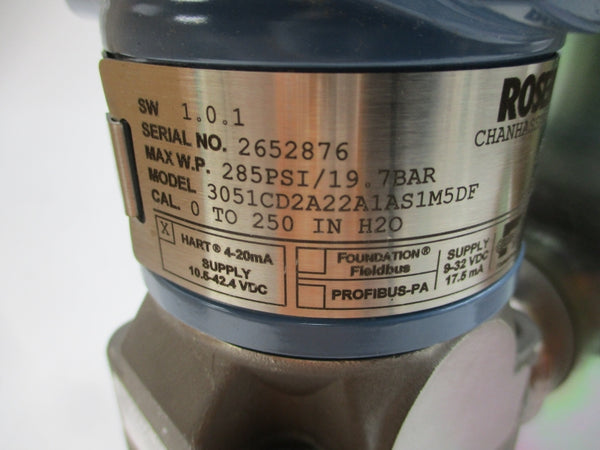 ROSE
CHANHASS
SW 1.0.1
SERIAL NO. 2652876
MAX W.P. 285PSI/19.7BAR
MODEL 3051CD2A22A1AS1M5DF
CAL. 0 TO 250 IN H2O
X HART® 4-20mA
SUPPLY
10.5-42.4 VDC
FOUNDATION®
Fieldbus
PROFIBUS-PA
SUPPLY
9-32 VDC
17.5 mA